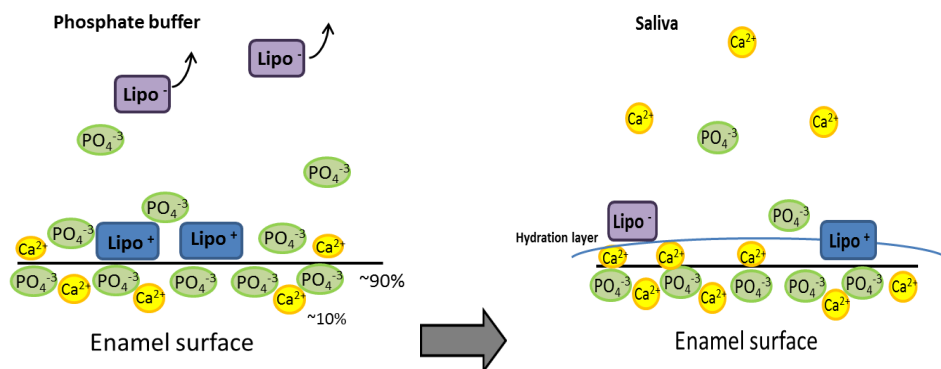 Phosphate buffer
Lipo -
Lipo -
PO₄⁻³
PO₄⁻³
PO₄⁻³
PO₄⁻³
PO₄⁻³
Ca²⁺
Lipo +
Lipo +
Ca²⁺
PO₄⁻³
Ca²⁺
PO₄⁻³
Ca²⁺
PO₄⁻³
PO₄⁻³
Ca²⁺
PO₄⁻³
~90%
~10%
Enamel surface
Saliva
Ca²⁺
Ca²⁺
PO₄⁻³
Ca²⁺
Lipo -
PO₄⁻³
Hydration layer
Lipo +
Ca²⁺
Ca²⁺
Ca²⁺
PO₄⁻³
Ca²⁺
PO₄⁻³
Ca²⁺
PO₄⁻³
PO₄⁻³
Ca²⁺
PO₄⁻³
Ca²⁺
Enamel surface